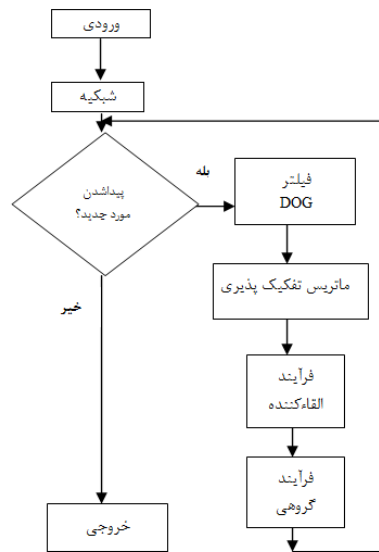 ورودی
شبکیه
پیداشدن
مورد جدید؟
بله
فیلتر
DOG
ماتریس تفکیک پذیری
خیر
فرآیند
القاءکننده
فرآیند
گروهی
خروجی